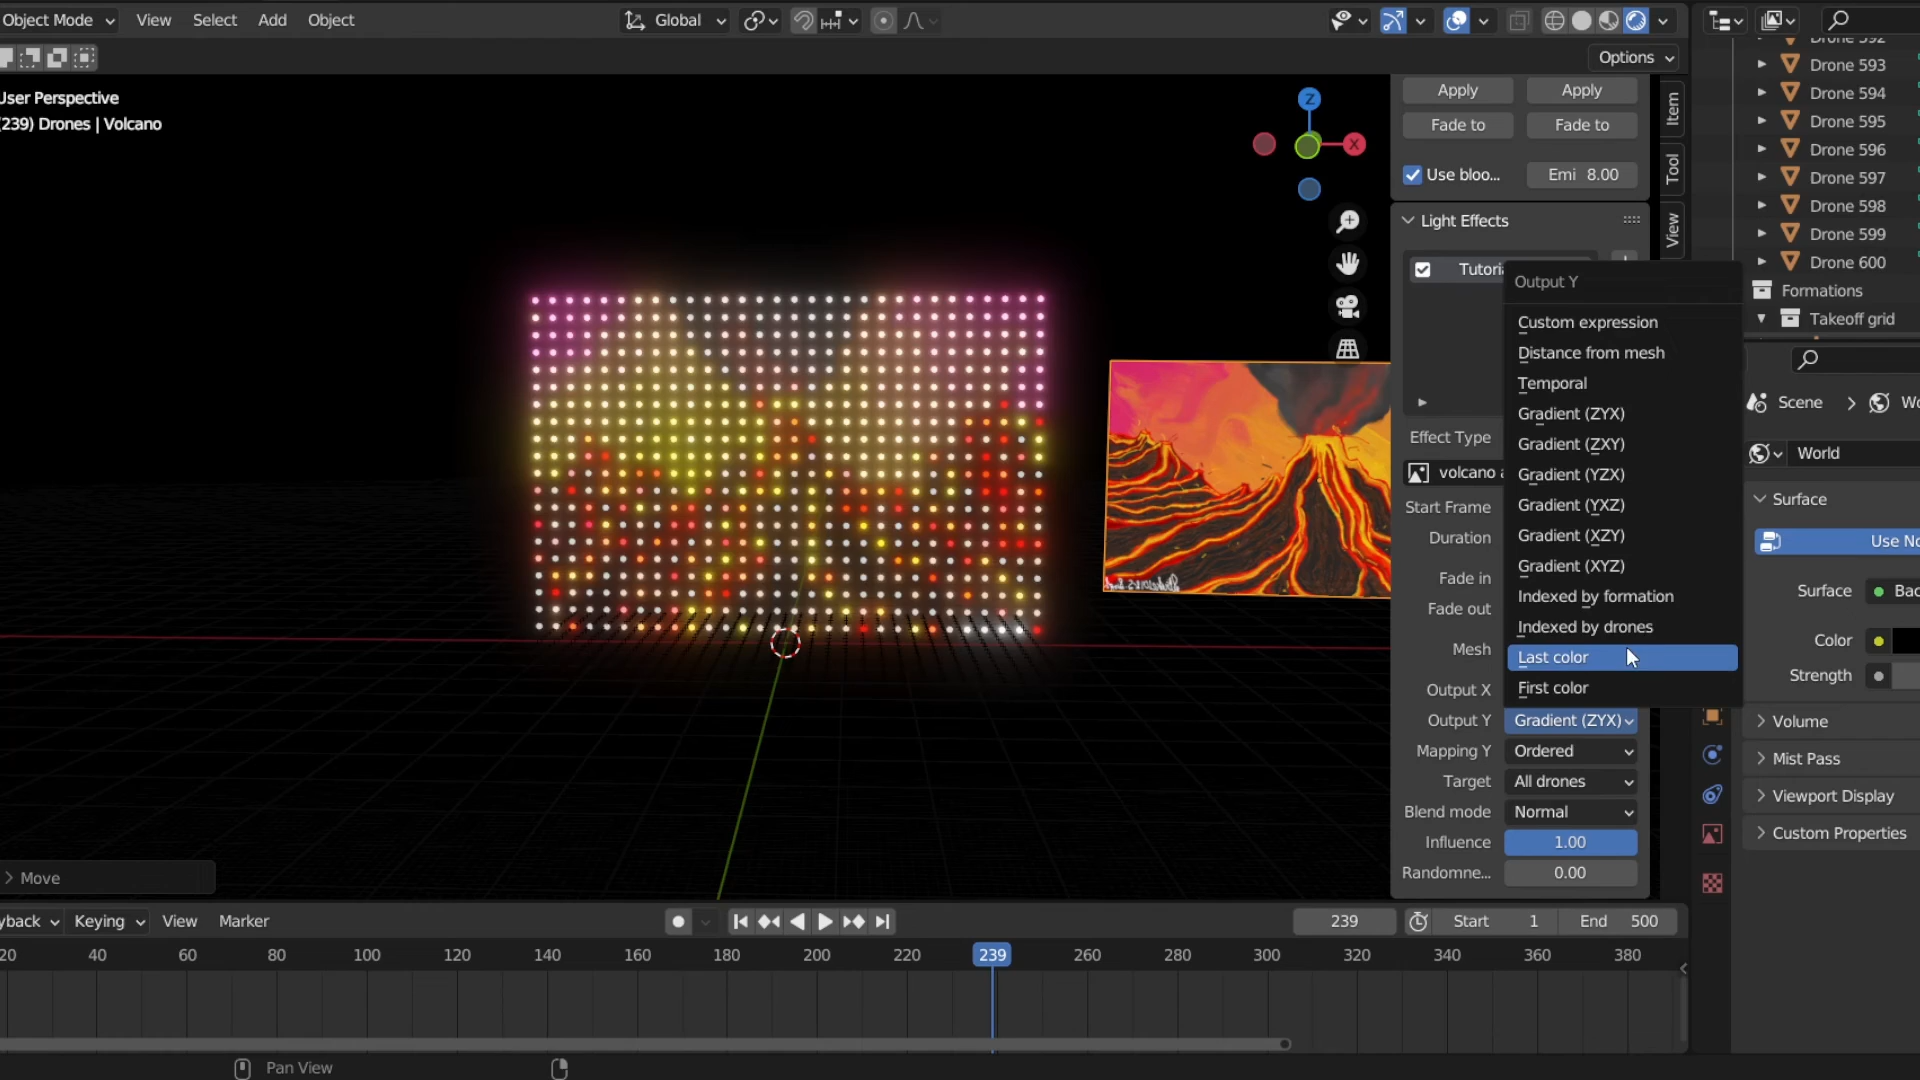 Object Mode View Select Add Object Global
Options
User Perspective
(239) Drones | Volcano
Z
X
Apply Apply
Fade to Fade to
Use bloo... Emi 8.00
Light Effects
Item
Tool
View
Output Y
Custom expression
Distance from mesh
Temporal
Gradient (ZYX)
Gradient (ZXY)
Gradient (YZX)
Gradient (YXZ)
Gradient (XZY)
Gradient (XYZ)
Indexed by formation
Indexed by drones
Last color
First color
Effect Type
volcano
Start Frame
Duration
Fade in
Fade out
Mesh
Output X
Output Y Gradient (ZYX)
Mapping Y Ordered
Target All drones
Blend mode Normal
Influence 1.00
Randomne... 0.00
Drone 592
Drone 593
Drone 594
Drone 595
Drone 596
Drone 597
Drone 598
Drone 599
Drone 600
Formations
Takeoff grid
Scene
World
Surface
Use No
Surface Bac
Color
Strength
Volume
Mist Pass
Viewport Display
Custom Properties
Move
yback Keying View Marker 239 Start 1 End 500
20 40 60 80 100 120 140 160 180 200 220 239 260 280 300 320 340 360 380
Pan View